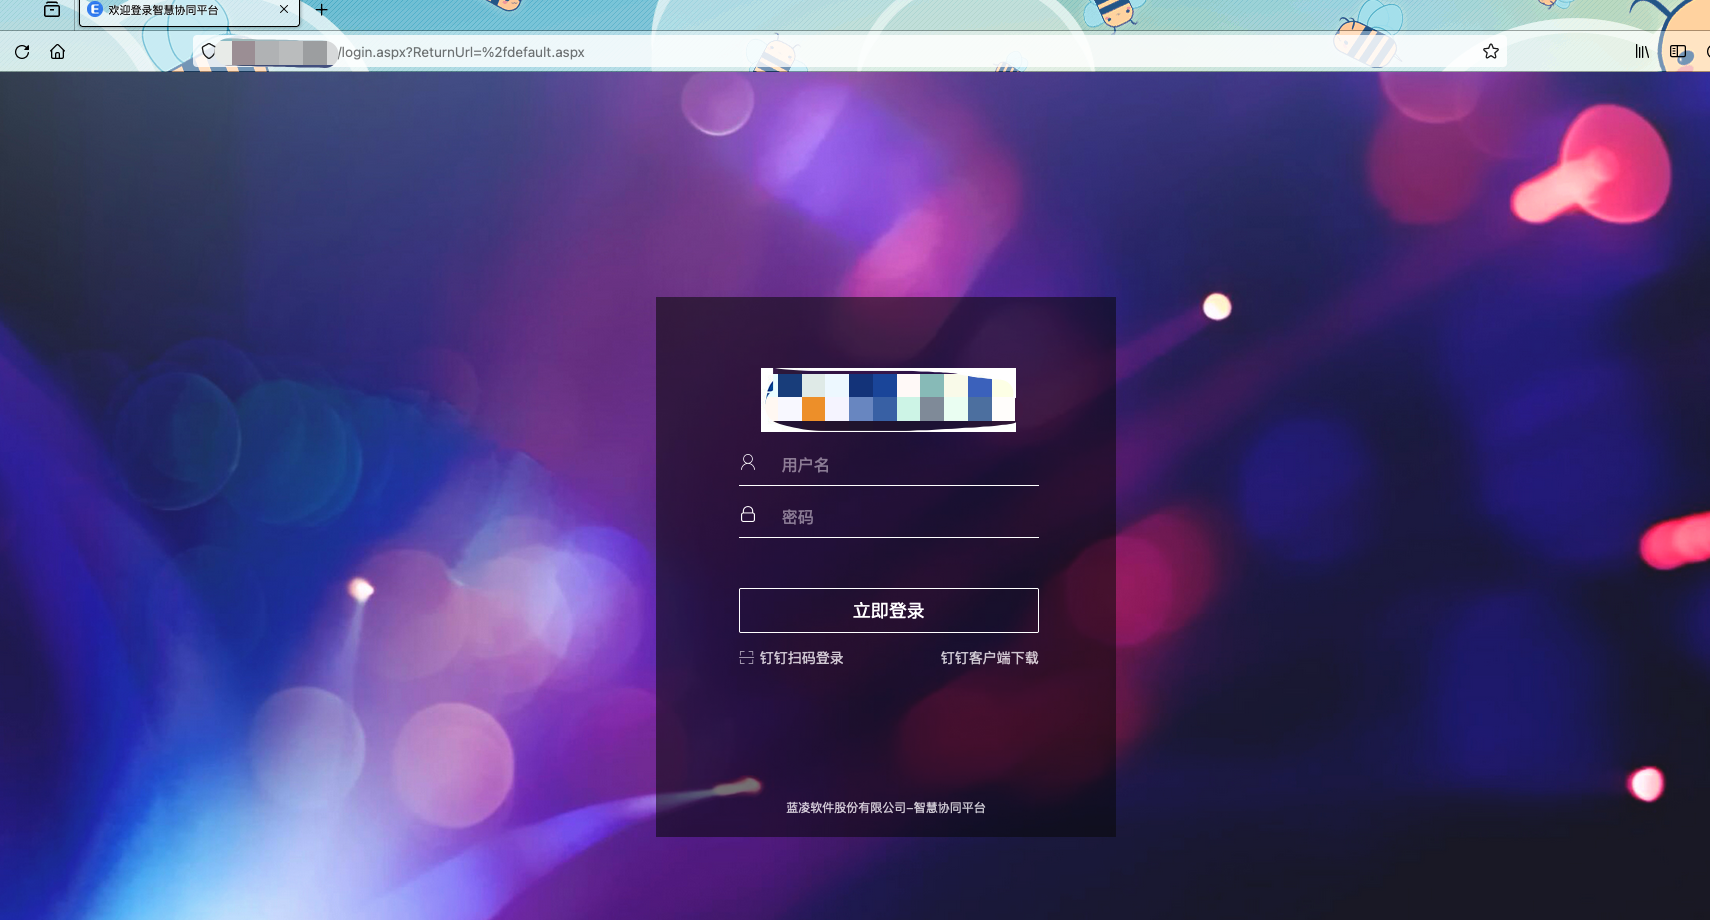 欢迎登录智慧协同平台
/login.aspx?ReturnUrl=%2fdefault.aspx
用户名
密码
立即登录
钉钉扫码登录
钉钉客户端下载
蓝凌软件股份有限公司-智慧协同平台